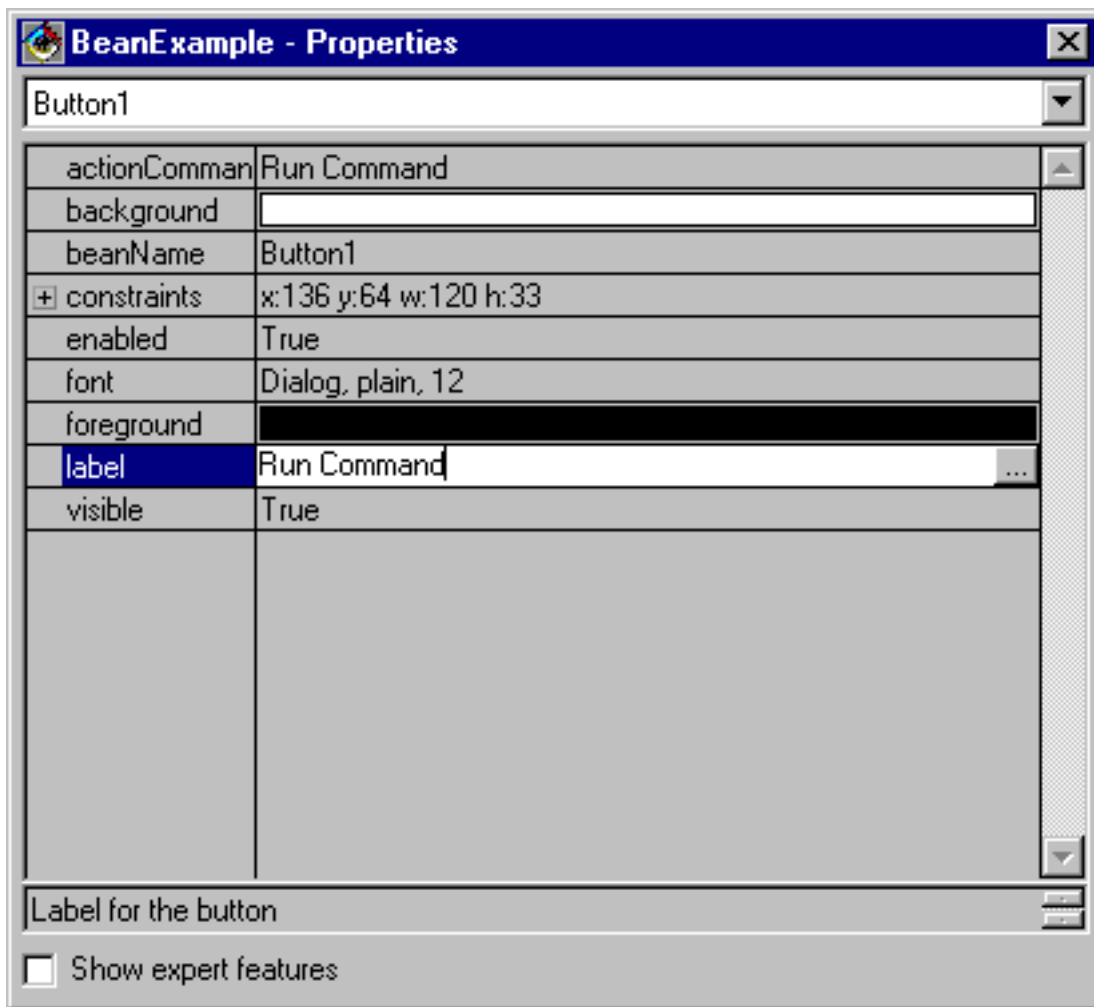 BeanExample - Properties
Button1
actionComman Run Command
background
beanName Button1
constraints x:136 y:64 w:120 h:33
enabled True
font Dialog, plain, 12
foreground
label Run Command ...
visible True
Label for the button
Show expert features